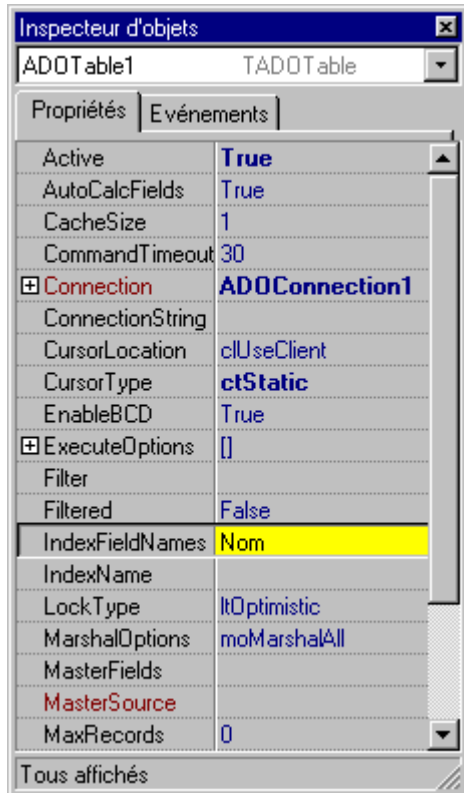 Inspecteur d'objets
ADOTable1 TADOTable
Propriétés Evénements
Active True
AutoCalcFields True
CacheSize 1
CommandTimeout 30
Connection ADOConnection1
ConnectionString
CursorLocation clUseClient
CursorType ctStatic
EnableBCD True
ExecuteOptions []
Filter
Filtered False
IndexFieldNames Nom
IndexName
LockType ltOptimistic
MarshalOptions moMarshalAll
MasterFields
MasterSource
MaxRecords 0
Tous affichés